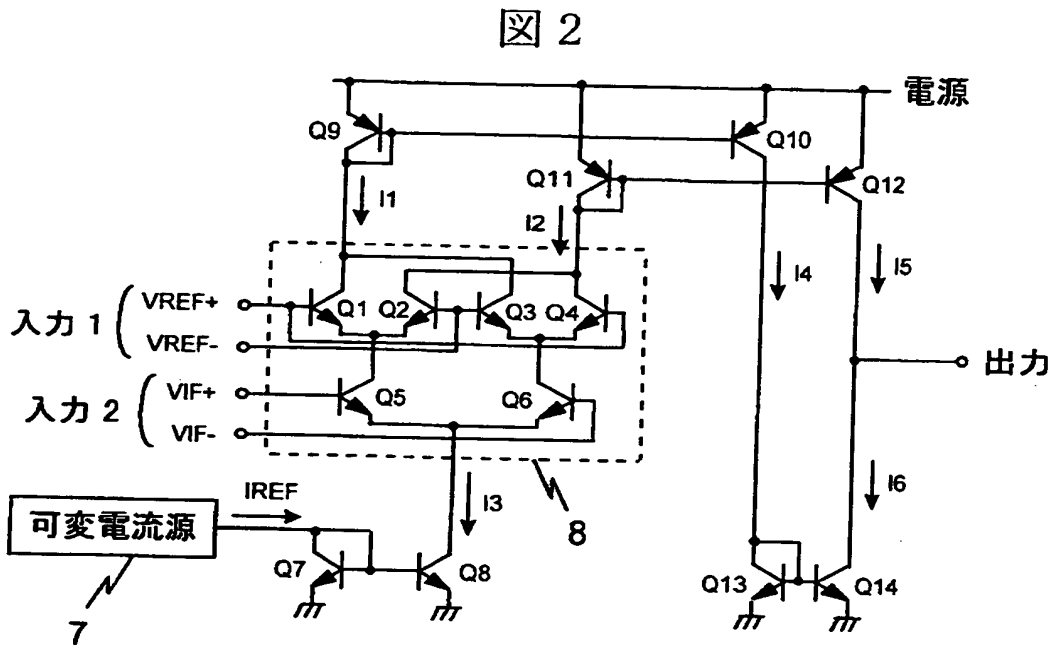 図 2
電源
Q9
Q10
Q11
Q12
I1
I2
I4
I5
入力 1
VREF+
VREF-
Q1
Q2
Q3
Q4
出力
入力 2
VIF+
VIF-
Q5
Q6
I3
I6
8
IREF
可変電流源
7
Q7
Q8
Q13
Q14